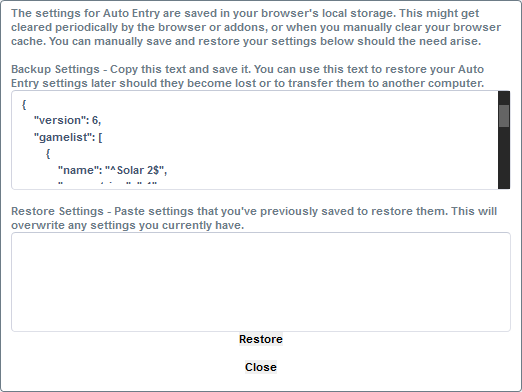 The settings for Auto Entry are saved in your browser's local storage. This might get
cleared periodically by the browser or addons, or when you manually clear your browser
cache. You can manually save and restore your settings below should the need arise.
Backup Settings - Copy this text and save it. You can use this text to restore your Auto
Entry settings later should they become lost or to transfer them to another computer.
{
"version": 6,
"gamelist": [
{
"name": "^Solar 2$",
Restore Settings - Paste settings that you've previously saved to restore them. This will
overwrite any settings you currently have.
Restore
Close